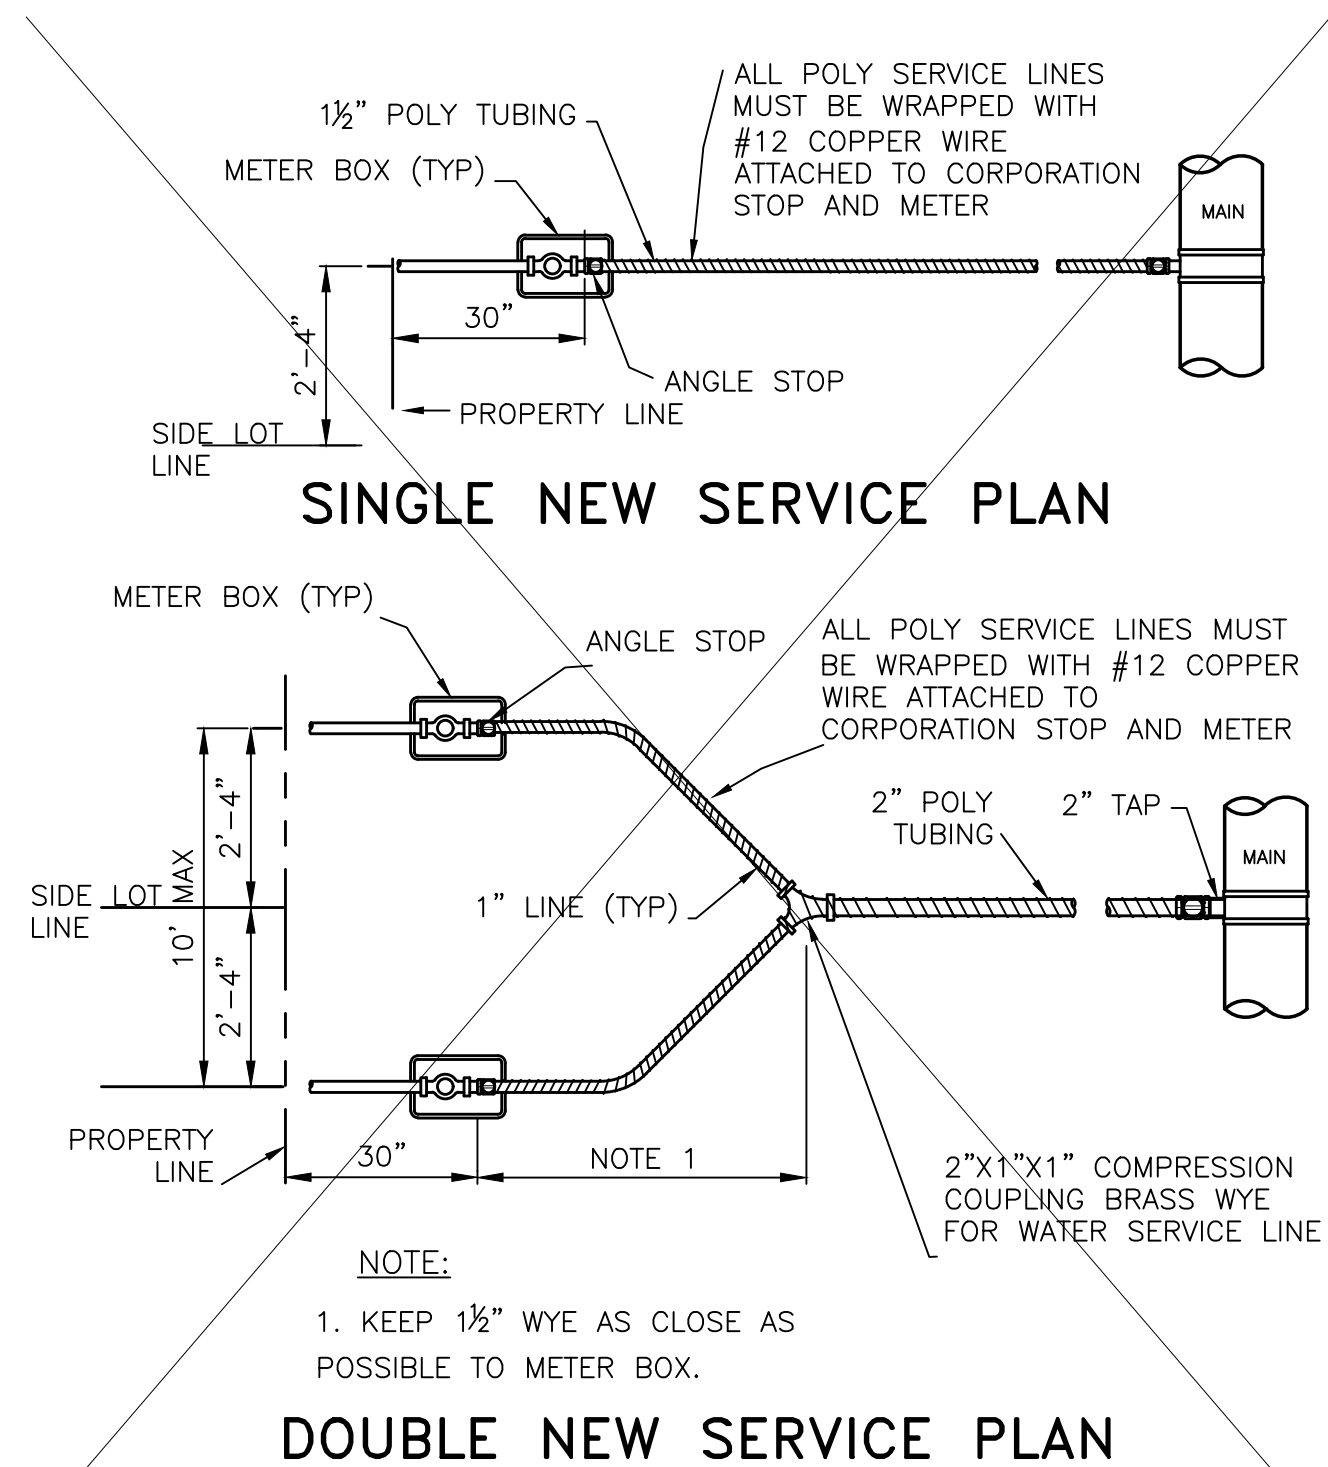 ALL POLY SERVICE LINES
MUST BE WRAPPED WITH
#12 COPPER WIRE
ATTACHED TO CORPORATION
STOP AND METER
1½" POLY TUBING
METER BOX (TYP)
MAIN
30"
2'-4"
ANGLE STOP
PROPERTY LINE
SIDE LOT
LINE
SINGLE NEW SERVICE PLAN
METER BOX (TYP)
ANGLE STOP
ALL POLY SERVICE LINES MUST
BE WRAPPED WITH #12 COPPER
WIRE ATTACHED TO
CORPORATION STOP AND METER
2" POLY
TUBING
2" TAP
MAIN
2'-4"
10' MAX
SIDE LOT
LINE
1" LINE (TYP)
2'-4"
PROPERTY
LINE
30"
NOTE 1
2"X1"X1" COMPRESSION
COUPLING BRASS WYE
FOR WATER SERVICE LINE
NOTE:
1. KEEP 1½" WYE AS CLOSE AS
POSSIBLE TO METER BOX.
DOUBLE NEW SERVICE PLAN